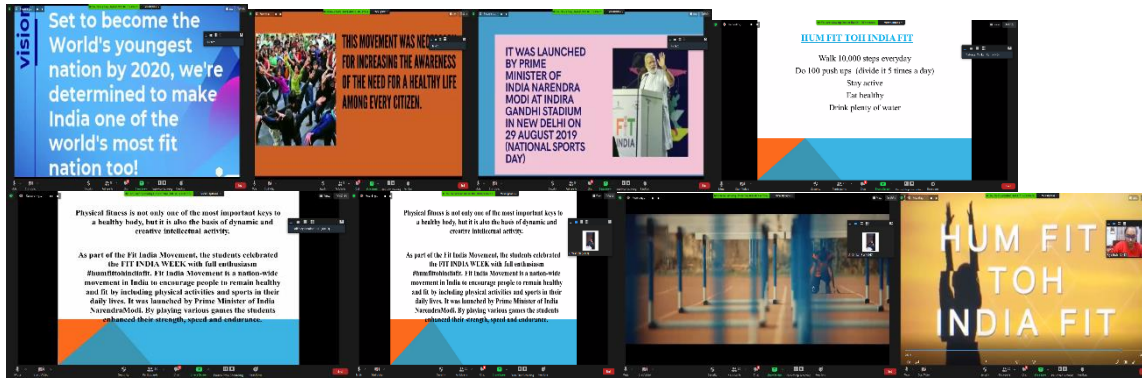 vision
Set to become the
World's youngest
nation by 2020, we're
determined to make
India one of the
world's most fit
nation too!
THIS MOVEMENT WAS
FOR INCREASING THE AWARENESS
OF THE NEED FOR A HEALTHY LIFE
AMONG EVERY CITIZEN.
IT WAS LAUNCHED
BY PRIME
MINISTER OF
INDIA NARENDRA
MODI AT INDIRA
GANDHI STADIUM
IN NEW DELHI ON
29 AUGUST 2019
(NATIONAL SPORTS
DAY)
FIT
INDIA
HUM FIT TOH INDIA FIT
Walk 10,000 steps everyday
Do 100 push ups (divide it 5 times a day)
Stay active
Eat healthy
Drink plenty of water
Physical fitness is not only one of the most important keys to
a healthy body, but it is also the basis of dynamic and
creative intellectual activity.
As part of the Fit India Movement, the students celebrated
the FIT INDIA WEEK with full enthusiasm
#humfittohindiafit. Fit India Movement is a nation-wide
movement in India to encourage people to remain healthy
and fit by including physical activities and sports in their
daily lives. It was launched by Prime Minister of India
NarendraModi. By playing various games the students
enhanced their strength, speed and endurance.
Physical fitness is not only one of the most important keys to
a healthy body, but it is also the basis of dynamic and
creative intellectual activity.
As part of the Fit India Movement, the students celebrated
the FIT INDIA WEEK with full enthusiasm
#humfittohindiafit. Fit India Movement is a nation-wide
movement in India to encourage people to remain healthy
and fit by including physical activities and sports in their
daily lives. It was launched by Prime Minister of India
NarendraModi. By playing various games the students
enhanced their strength, speed and endurance.
HUM FIT
TOH
INDIA FIT